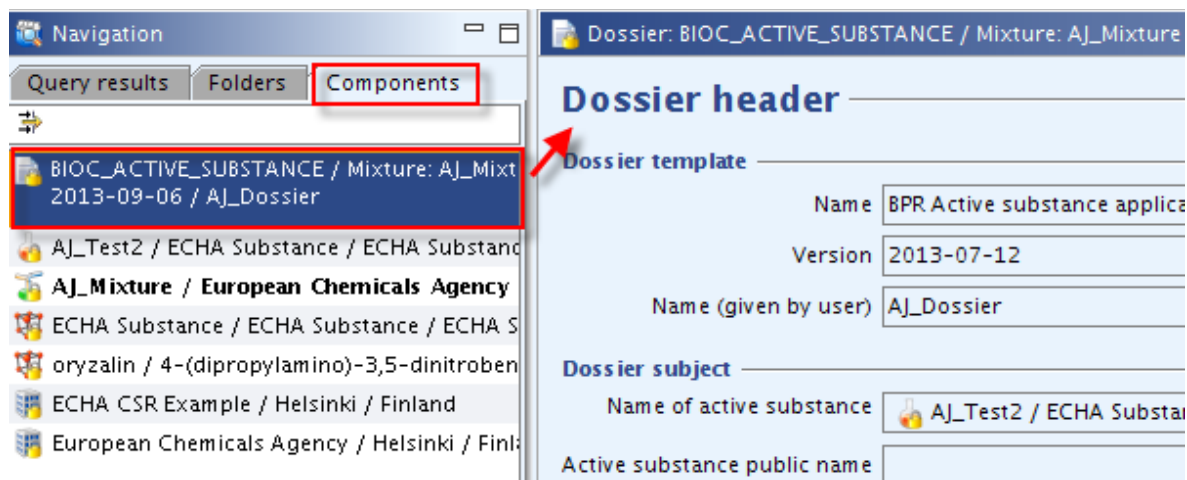 Navigation
Query results Folders Components
BIOC_ACTIVE_SUBSTANCE / Mixture: AJ_Mixt
2013-09-06 / AJ_Dossier
AJ_Test2 / ECHA Substance / ECHA Substanc
AJ_Mixture / European Chemicals Agency
ECHA Substance / ECHA Substance / ECHA S
oryzalin / 4-(dipropylamino)-3,5-dinitroben
ECHA CSR Example / Helsinki / Finland
European Chemicals Agency / Helsinki / Finla
Dossier: BIOC_ACTIVE_SUBSTANCE / Mixture: AJ_Mixture
Dossier header
Dossier template
Name BPR Active substance applica
Version 2013-07-12
Name (given by user) AJ_Dossier
Dossier subject
Name of active substance AJ_Test2 / ECHA Substan
Active substance public name